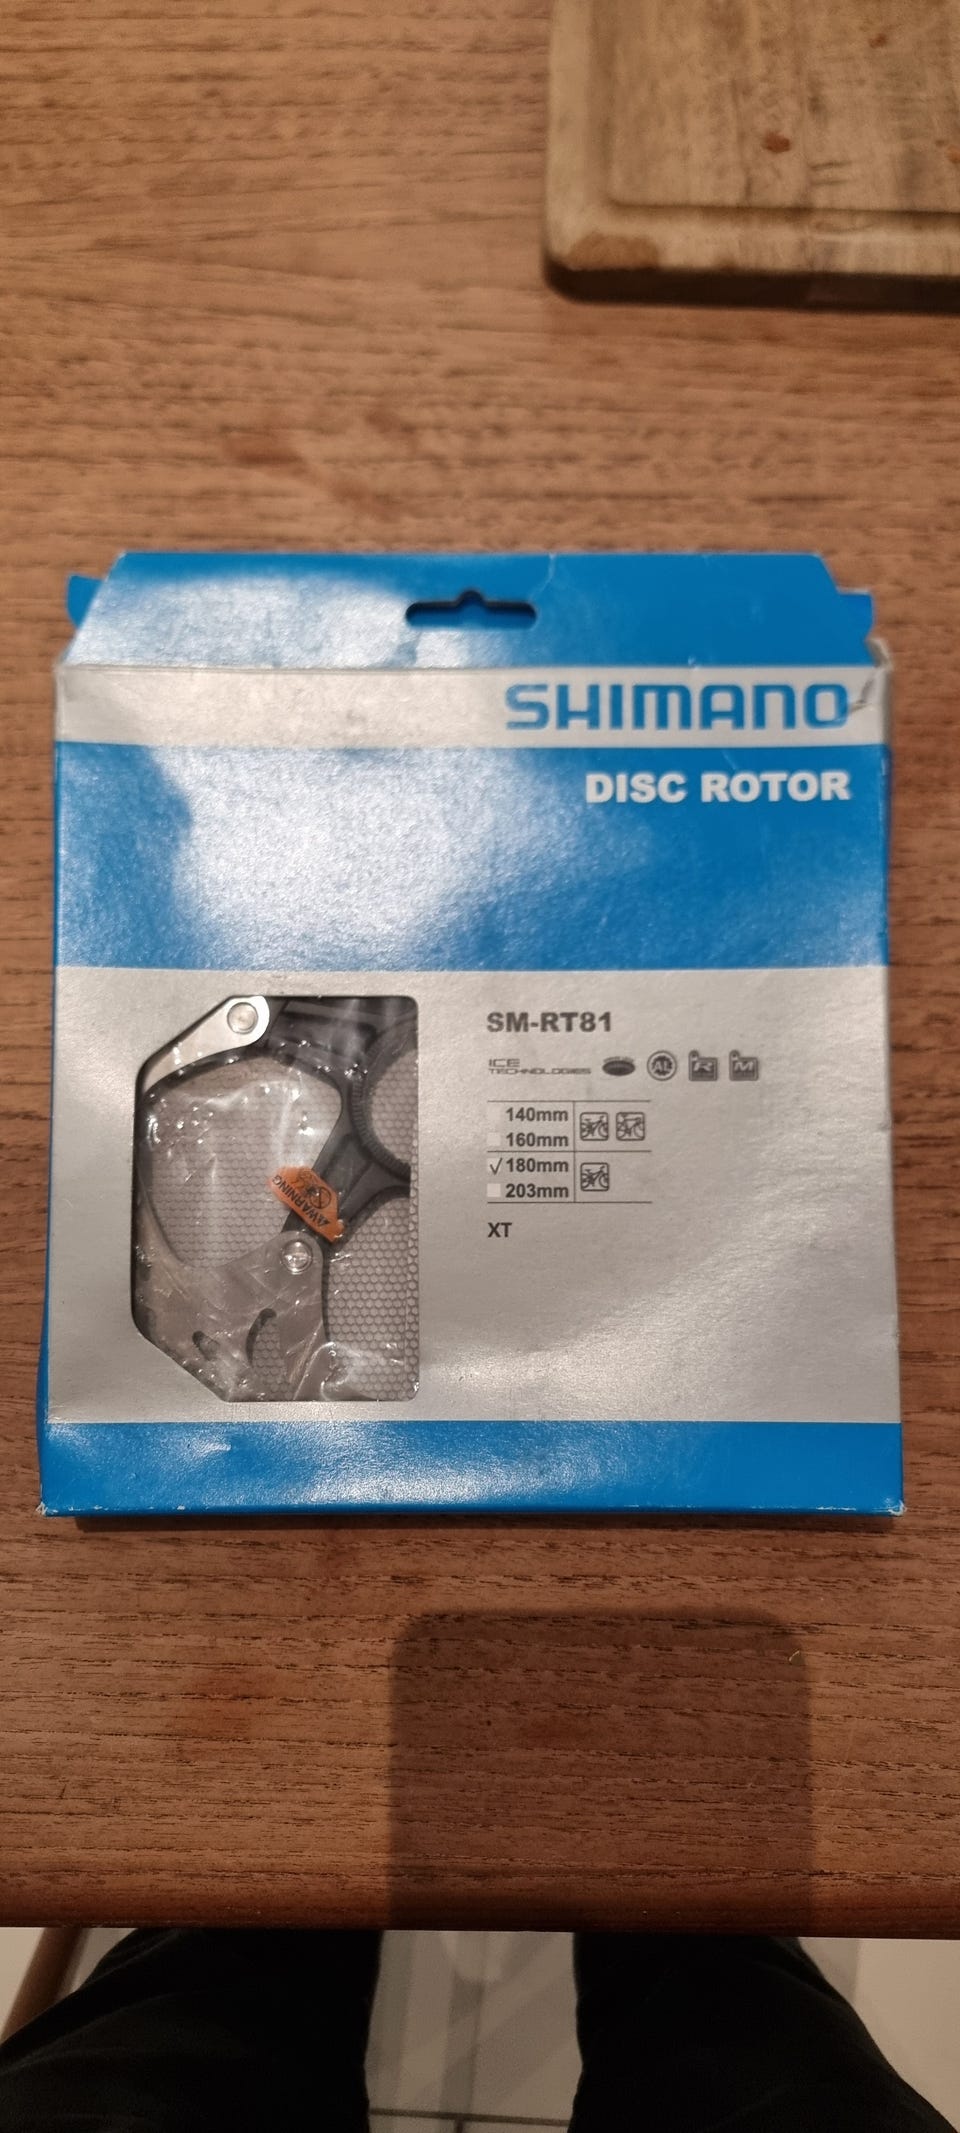 SHIMANO
DISC ROTOR
SM-RT81
ICE
TECHNOLOGIES
AL R M
140mm
160mm
✓ 180mm
203mm
XT
WARNING